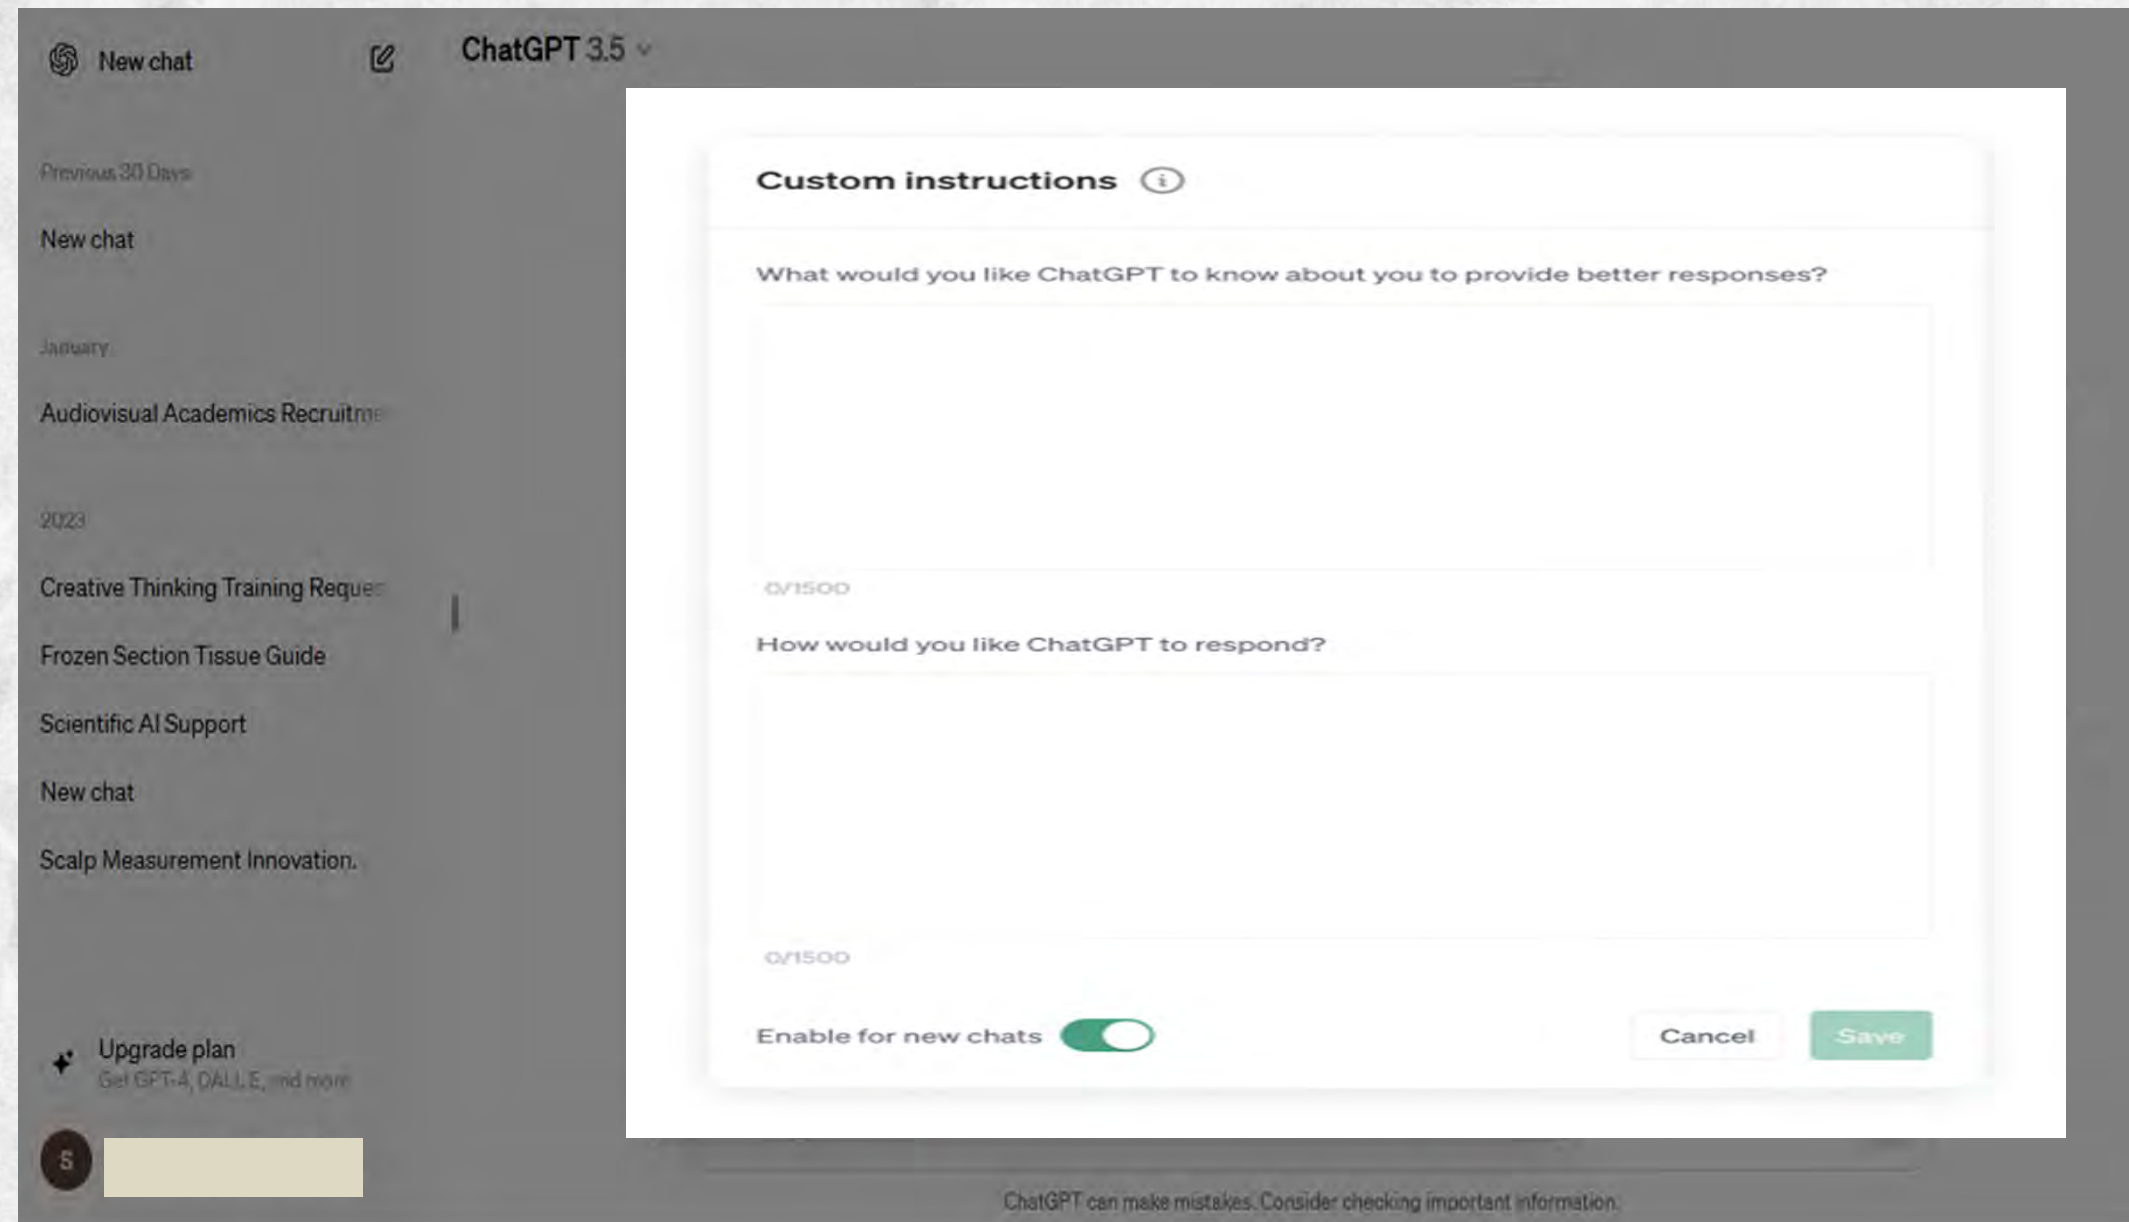 New chat
ChatGPT 3.5
Previous 30 Days
New chat
January
Audiovisual Academics Recruitme
2023
Creative Thinking Training Reques
Frozen Section Tissue Guide
Scientific AI Support
New chat
Scalp Measurement Innovation.
Upgrade plan
Get GPT-4, DALL·E, and more
S
Custom instructions
What would you like ChatGPT to know about you to provide better responses?
0/1500
How would you like ChatGPT to respond?
0/1500
Enable for new chats
Cancel
Save
ChatGPT can make mistakes. Consider checking important information.